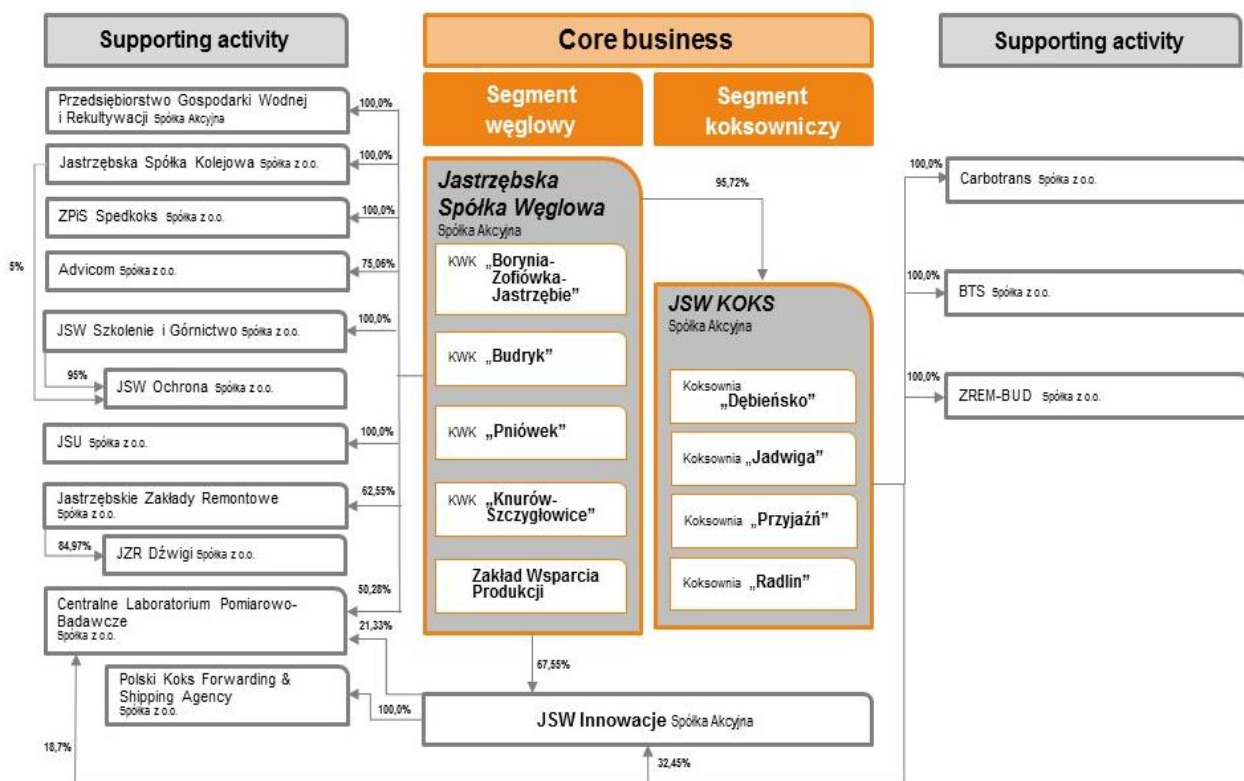 Supporting activity
Core business
Supporting activity
Segment
węglowy
Segment
koksowniczy
Przedsiębiorstwo Gospodarki Wodnej
i Rekultywacji Spółka Akcyjna
100,0%
Jastrzębska Spółka Kolejowa Spółka z o.o.
100,0%
ZPiS Spedkoks Spółka z o.o.
100,0%
Advicom Spółka z o.o.
75,06%
5%
JSW Szkolenie i Górnictwo Spółka z o.o.
100,0%
95%
JSW Ochrona Spółka z o.o.
JSU Spółka z o.o.
100,0%
Jastrzębskie Zakłady Remontowe
Spółka z o.o.
62,55%
84,97%
JZR Dźwigi Spółka z o.o.
Centralne Laboratorium Pomiarowo-
Badawcze
Spółka z o.o.
50,28%
21,33%
Polski Koks Forwarding &
Shipping Agency
Spółka z o.o.
100,0%
18,7%
Jastrzębska
Spółka Węglowa
Spółka Akcyjna
KWK „Borynia-
Zofiówka-
Jastrzębie”
KWK „Budryk”
KWK „Pniówek”
KWK „Knurów-
Szczygłowice”
Zakład Wsparcia
Produkcji
67,55%
JSW Innowacje Spółka Akcyjna
32,45%
95,72%
JSW KOKS
Spółka Akcyjna
Koksownia
„Dębieńsko”
Koksownia „Jadwiga”
Koksownia „Przyjaźń”
Koksownia „Radlin”
100,0%
Carbotrans Spółka z o.o.
100,0%
BTS Spółka z o.o.
100,0%
ZREM-BUD Spółka z o.o.